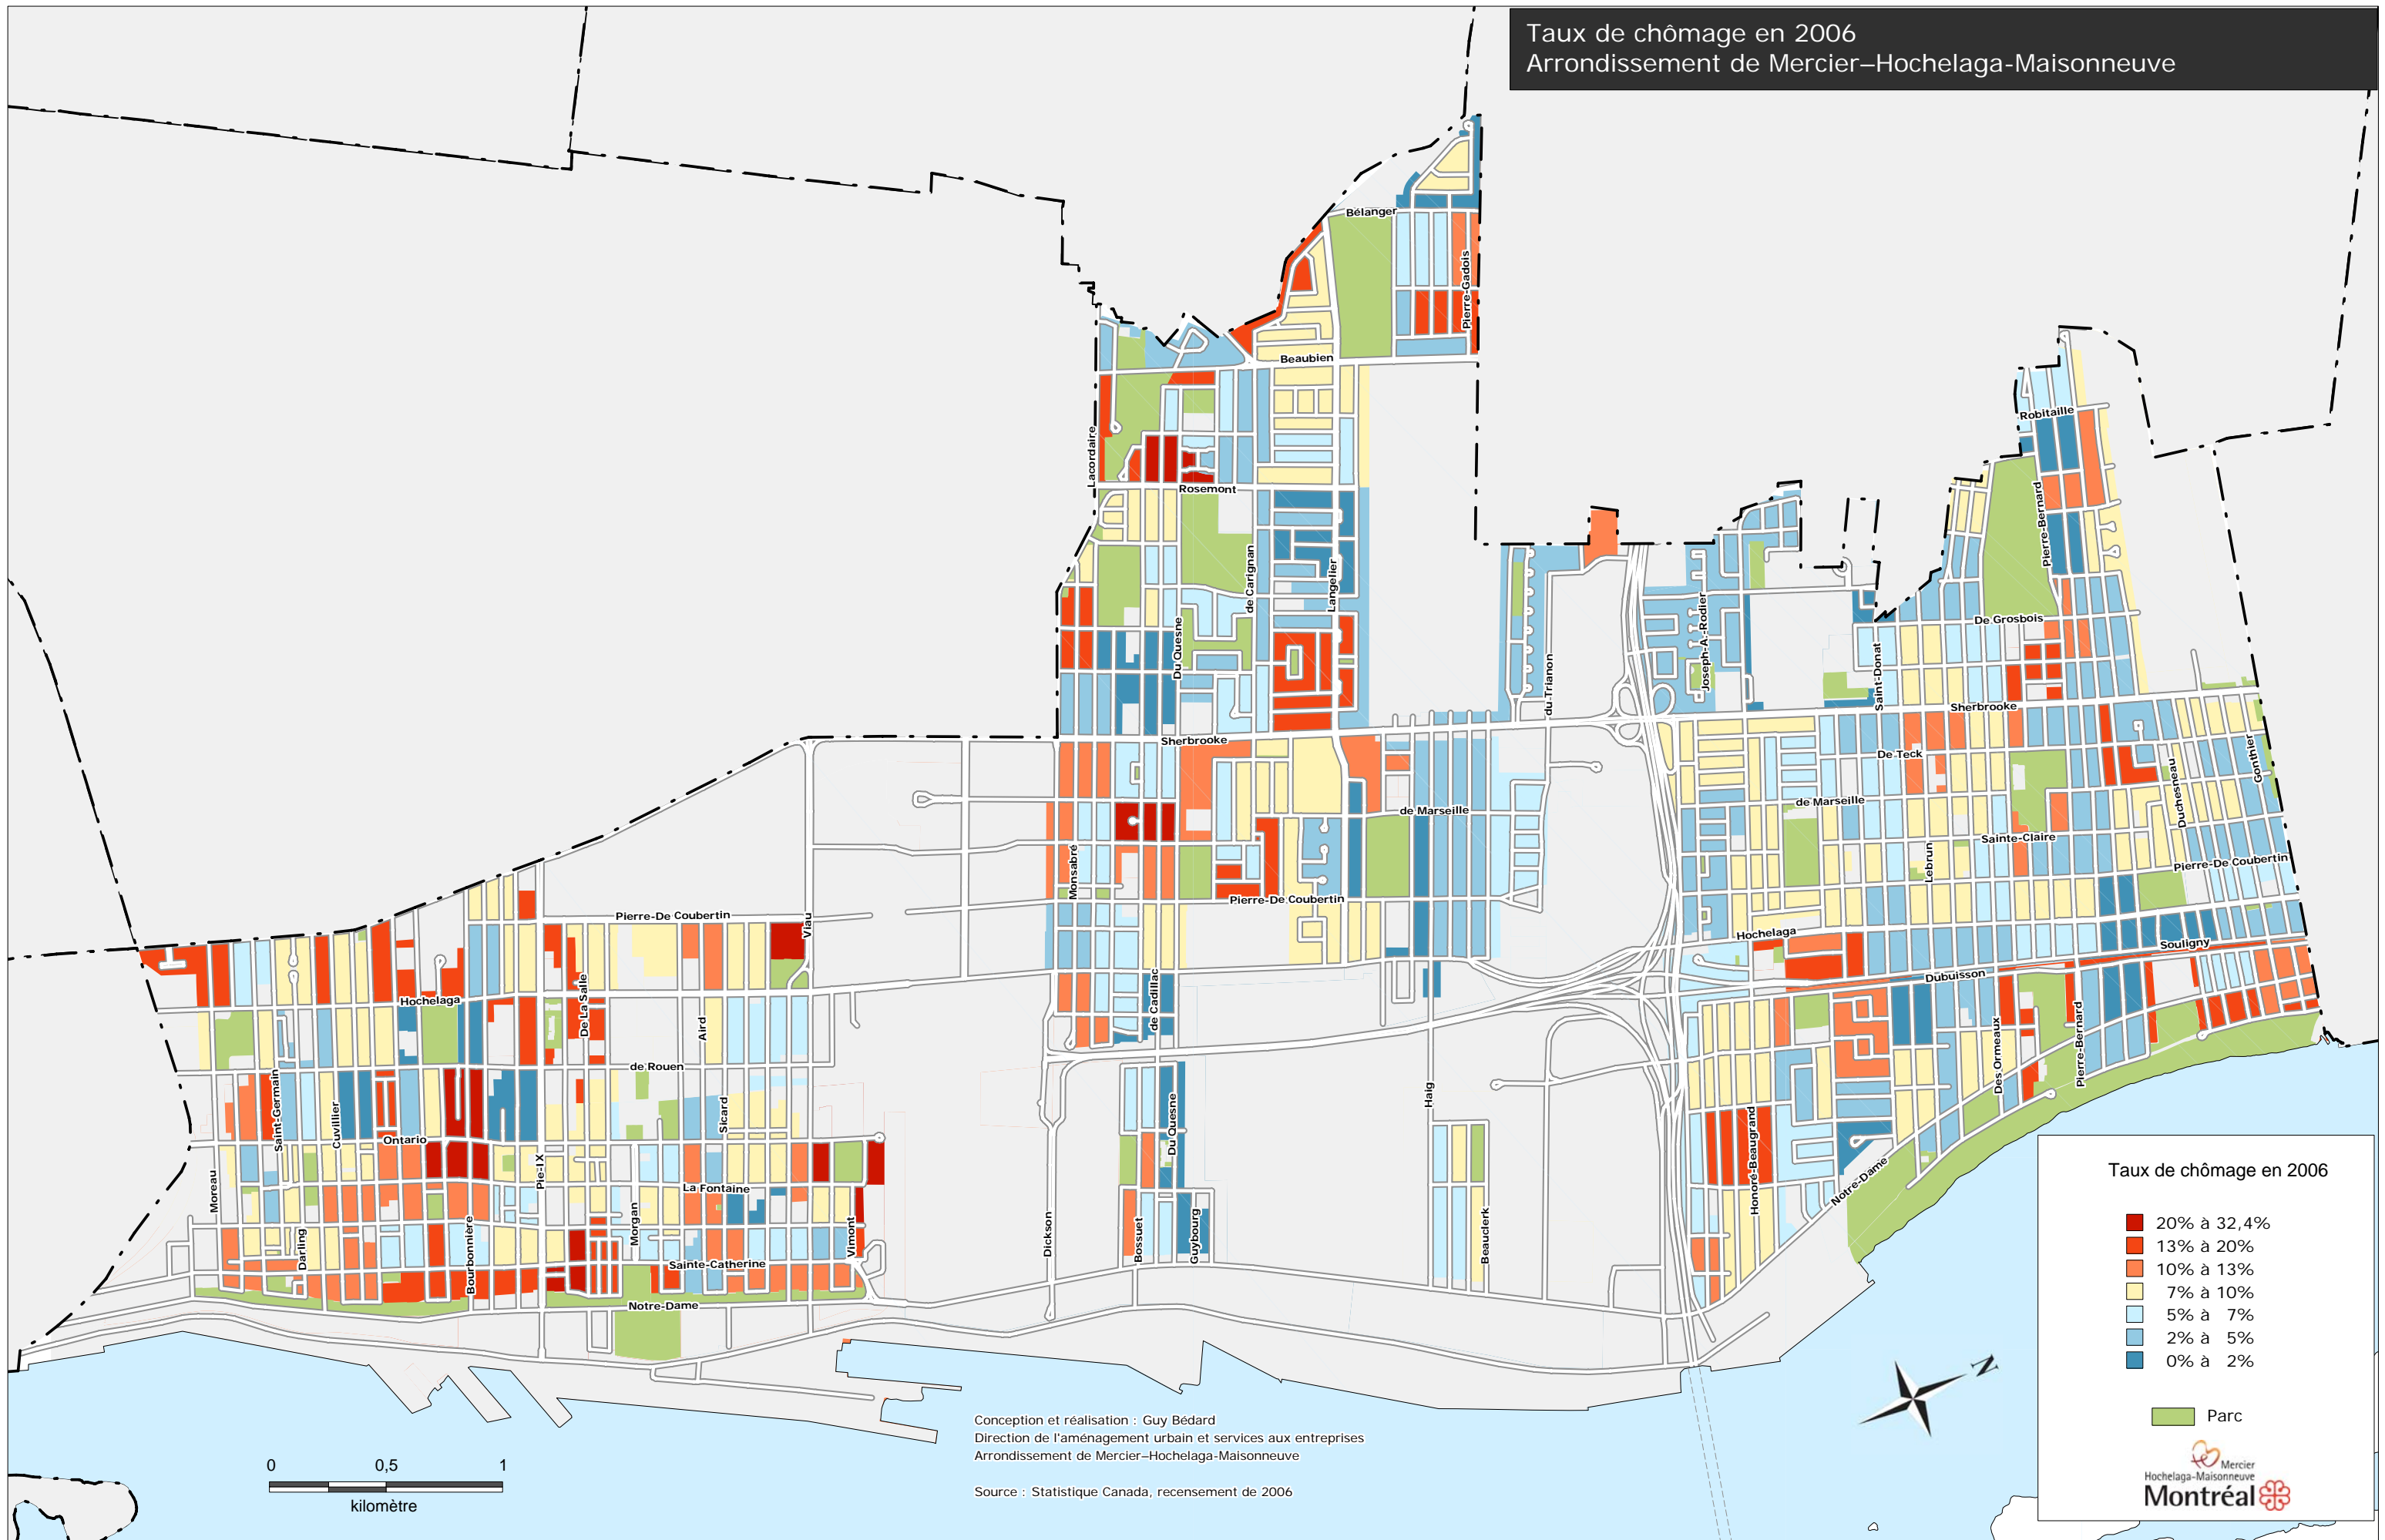 Taux de chômage en 2006
Arrondissement de Mercier–Hochelaga-Maisonneuve
Bélanger
Pierre-Gadois
Beaubien
Lacordaire
Rosemont
Robitaille
Pierre-Bernard
de Carignan
Langelier
Du Quesne
du Trianon
Joseph-A.-Rodier
Saint-Donat
De Grosbois
Sherbrooke
Sherbrooke
De Teck
Gonthier
Duchesneau
de Marseille
de Marseille
Sainte-Claire
Monsabré
Lebrun
Pierre-De Coubertin
Pierre-De Coubertin
Pierre-De Coubertin
Viau
Hochelaga
Souligny
Dubuisson
Hochelaga
De La Salle
Aird
de Cadillac
Pierre-Bernard
Des Ormeaux
de Rouen
Saint-Germain
Cuvillier
Sicard
Du Quesne
Haig
Ontario
Honoré-Beaugrand
Moreau
Pie-IX
La Fontaine
Notre-Dame
Darling
Bourbonnière
Morgan
Vimont
Dickson
Bossuet
Guybourg
Beauclerk
Sainte-Catherine
Notre-Dame
Taux de chômage en 2006
20% à 32,4%
13% à 20%
10% à 13%
7% à 10%
5% à 7%
2% à 5%
0% à 2%
Parc
N
Mercier
Hochelaga-Maisonneuve
Montréal
Conception et réalisation : Guy Bédard
Direction de l'aménagement urbain et services aux entreprises
Arrondissement de Mercier–Hochelaga-Maisonneuve
Source : Statistique Canada, recensement de 2006
0 0,5 1
kilomètre